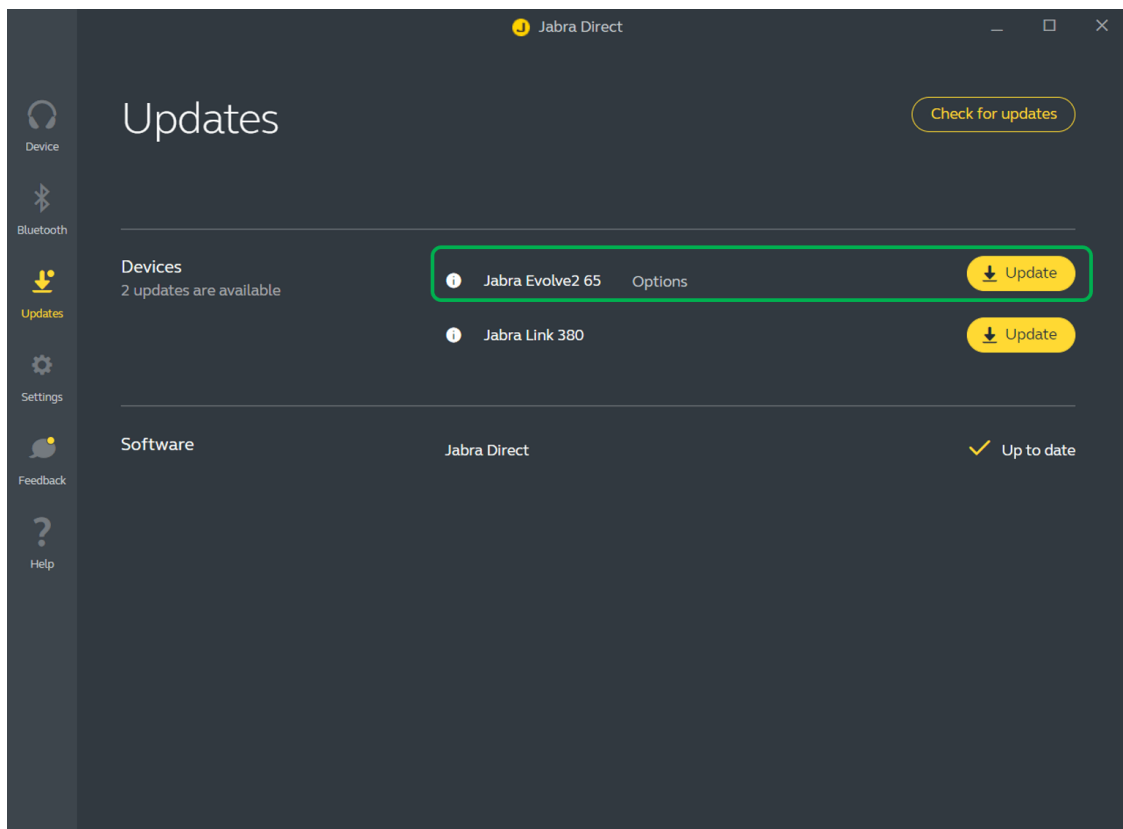 Jabra Direct
Device
Bluetooth
Updates
Settings
Feedback
Help
Updates
Check for updates
Devices
2 updates are available
Jabra Evolve2 65 Options Update
Jabra Link 380 Update
Software
Jabra Direct Up to date